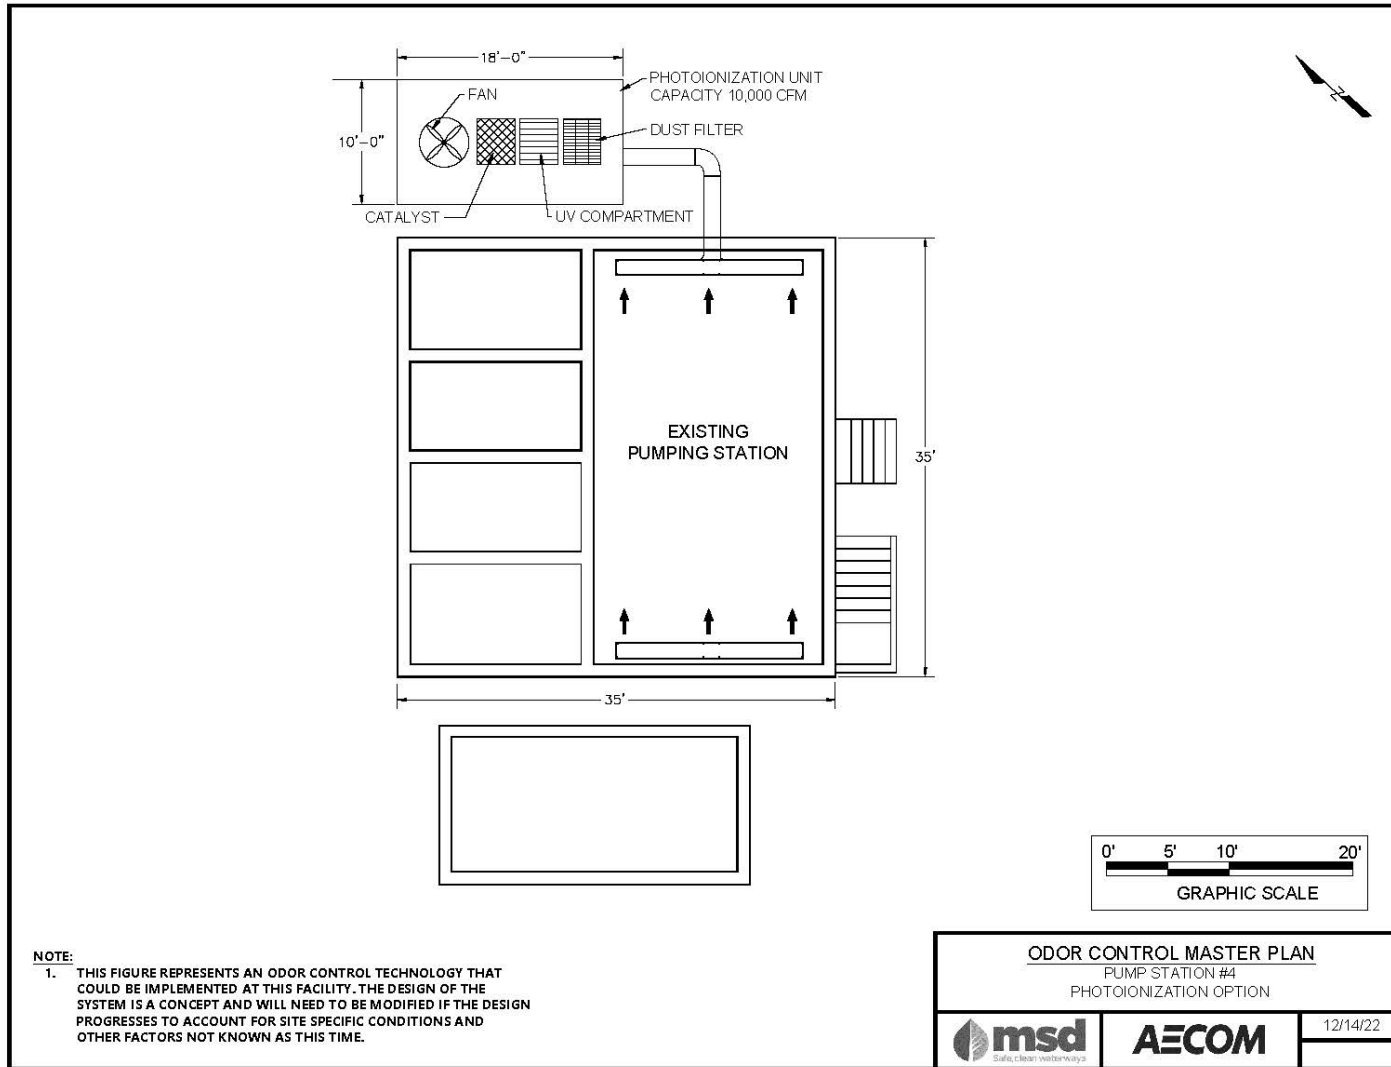 18'-0"
PHOTOIONIZATION UNIT
CAPACITY 10,000 CFM
FAN
10'-0"
DUST FILTER
CATALYST
UV COMPARTMENT
N
EXISTING
PUMPING STATION
35'
35'
0' 5' 10' 20'
GRAPHIC SCALE
NOTE:
1. THIS FIGURE REPRESENTS AN ODOR CONTROL TECHNOLOGY THAT
COULD BE IMPLEMENTED AT THIS FACILITY. THE DESIGN OF THE
SYSTEM IS A CONCEPT AND WILL NEED TO BE MODIFIED IF THE DESIGN
PROGRESSES TO ACCOUNT FOR SITE SPECIFIC CONDITIONS AND
OTHER FACTORS NOT KNOWN AS THIS TIME.
ODOR CONTROL MASTER PLAN
PUMP STATION #4
PHOTOIONIZATION OPTION
msd
Safe, clean waterways
AECOM
12/14/22